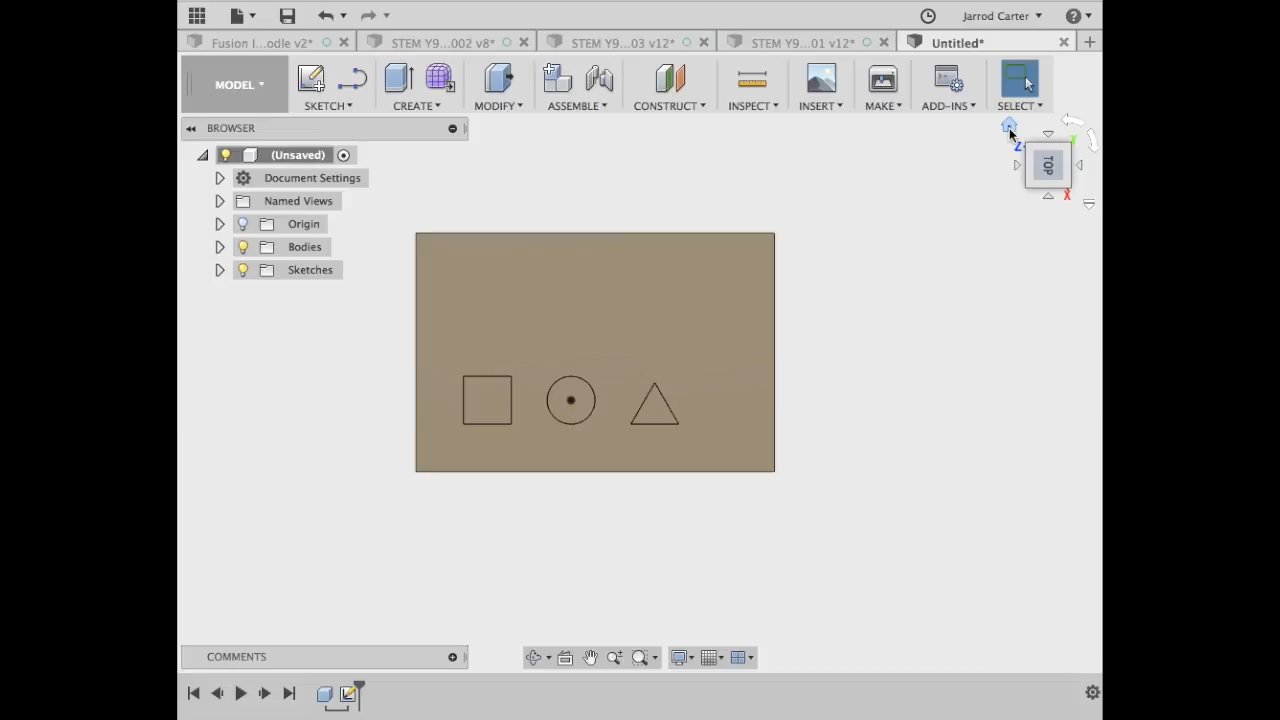 Jarrod Carter
?
Fusion I...odle v2*
STEM Y9...002 v8*
STEM Y9...03 v12*
STEM Y9...01 v12*
Untitled*
MODEL
SKETCH
CREATE
MODIFY
ASSEMBLE
CONSTRUCT
INSPECT
INSERT
MAKE
ADD-INS
SELECT
BROWSER
(Unsaved)
Document Settings
Named Views
Origin
Bodies
Sketches
Z
Y
TOP
X
COMMENTS